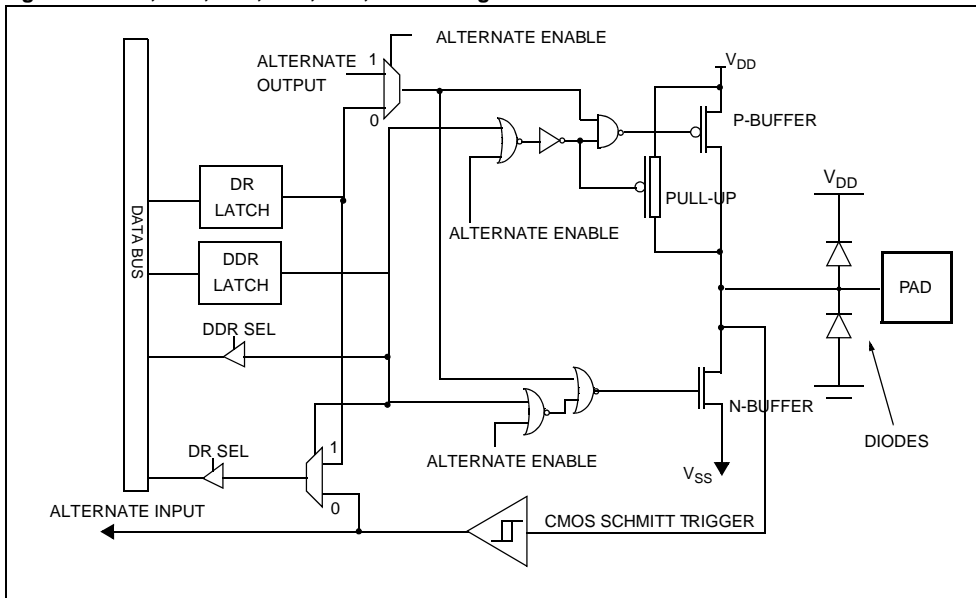 ALTERNATE ENABLE
ALTERNATE
OUTPUT
1
0
VDD
P-BUFFER
DR
LATCH
PULL-UP
VDD
ALTERNATE ENABLE
DATA BUS
DDR
LATCH
PAD
DDR SEL
N-BUFFER
DIODES
DR SEL
1
0
ALTERNATE ENABLE
VSS
ALTERNATE INPUT
CMOS SCHMITT TRIGGER